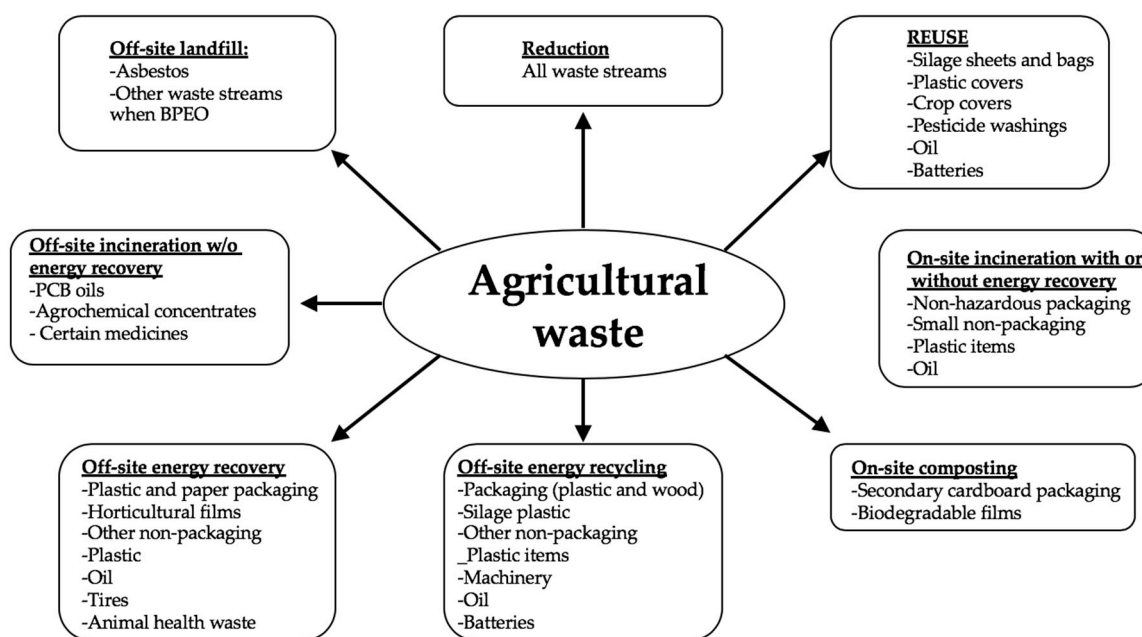 Off-site landfill:
-Asbestos
-Other waste streams
when BPEO
Reduction
All waste streams
REUSE
-Silage sheets and bags
-Plastic covers
-Crop covers
-Pesticide washings
-Oil
-Batteries
Off-site incineration w/o
energy recovery
-PCB oils
-Agrochemical concentrates
- Certain medicines
Agricultural
waste
On-site incineration with or
without energy recovery
-Non-hazardous packaging
-Small non-packaging
-Plastic items
-Oil
Off-site energy recovery
-Plastic and paper packaging
-Horticultural films
-Other non-packaging
-Plastic
-Oil
-Tires
-Animal health waste
Off-site energy recycling
-Packaging (plastic and wood)
-Silage plastic
-Other non-packaging
_Plastic items
-Machinery
-Oil
-Batteries
On-site composting
-Secondary cardboard packaging
-Biodegradable films